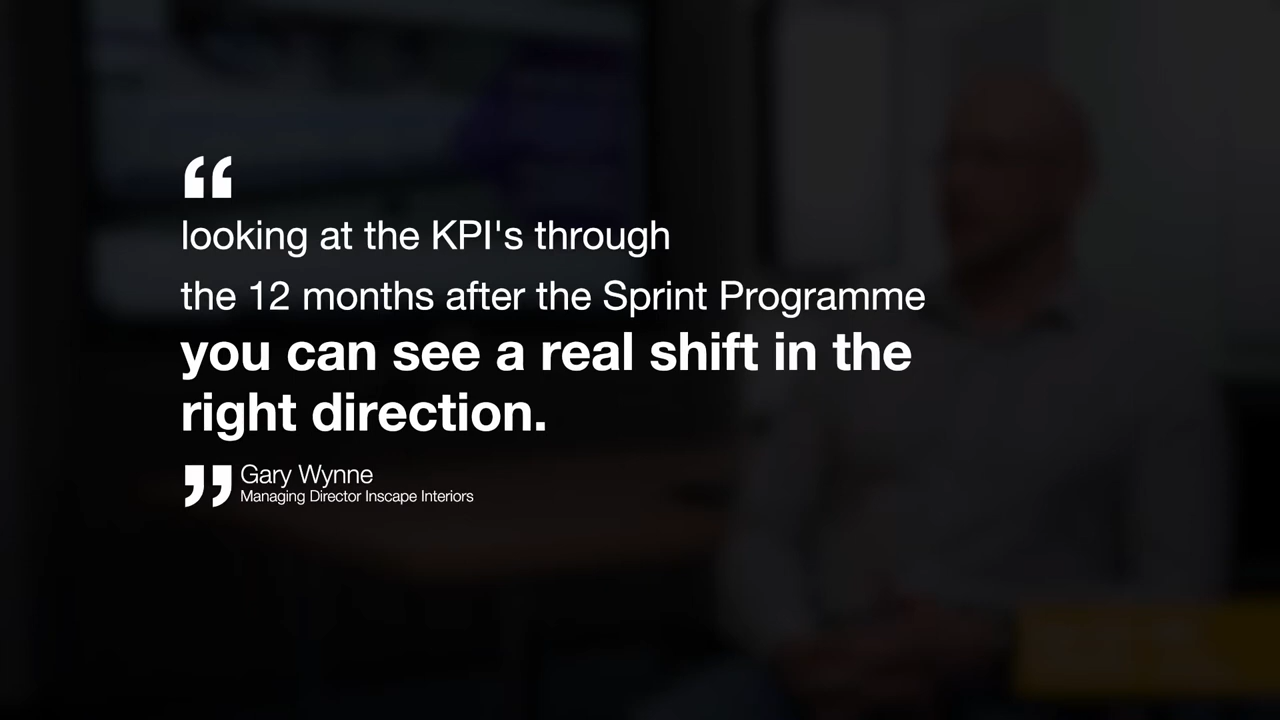 “
looking at the KPI's through
the 12 months after the Sprint Programme
you can see a real shift in the
right direction.
”
Gary Wynne
Managing Director Inscape Interiors